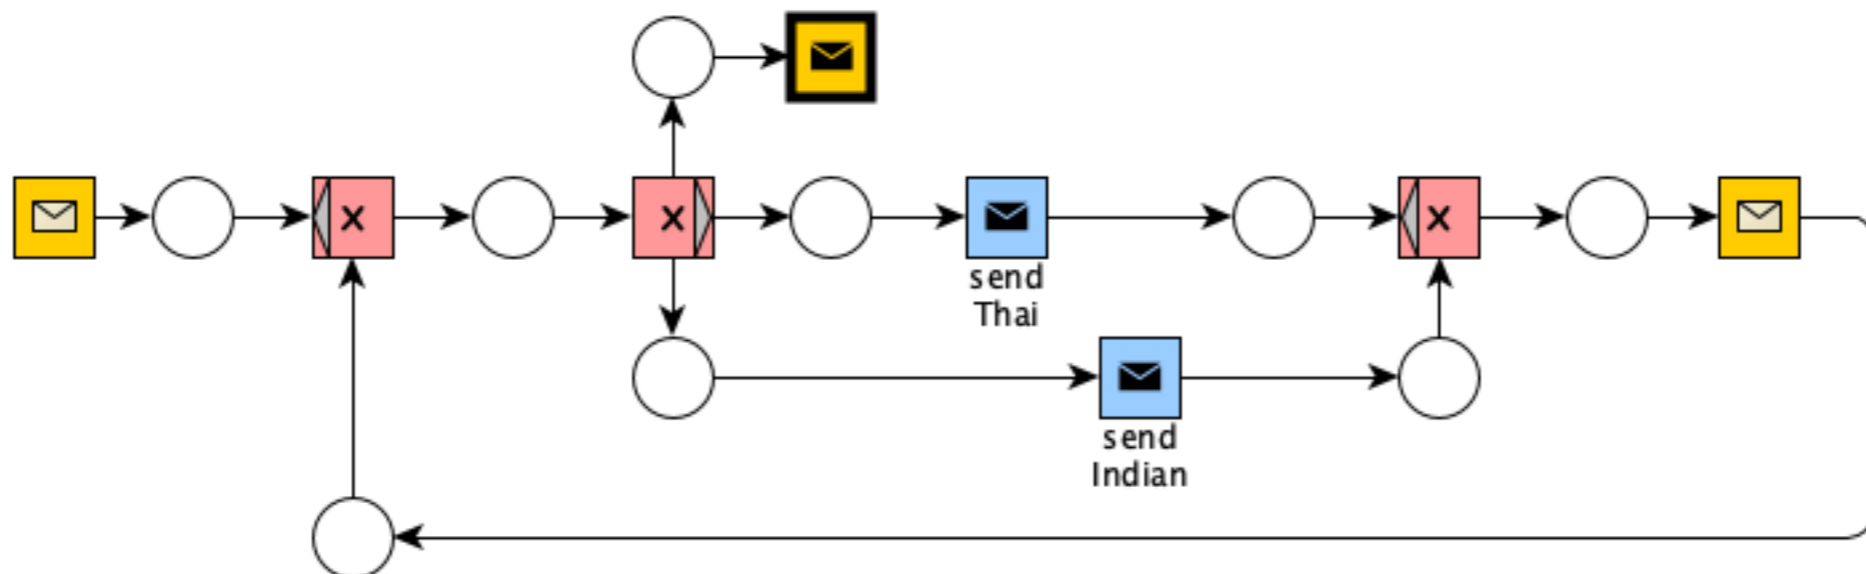 X
X
X
send
Thai
send
Indian